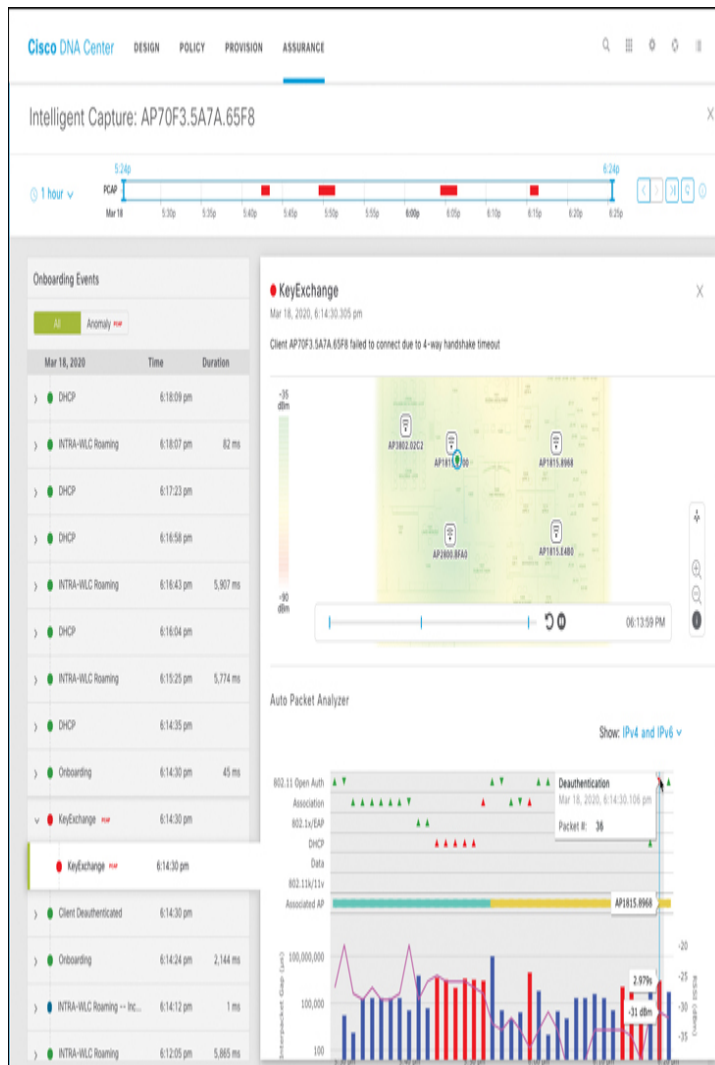 Cisco DNA Center DESIGN POLICY PROVISION ASSURANCE
Intelligent Capture: AP70F3.5A7A.65F8
5:24p 6:24p
1 hour
PCAP
Mar 18 5:30p 5:35p 5:40p 5:45p 5:50p 5:55p 6:00p 6:05p 6:10p 6:15p 6:20p 6:25p
Onboarding Events
All Anomaly PCAP
Mar 18, 2020 Time Duration
DHCP 6:18:09 pm
INTRA-WLC Roaming 6:18:07 pm 82 ms
DHCP 6:17:23 pm
DHCP 6:16:58 pm
INTRA-WLC Roaming 6:16:43 pm 5,907 ms
DHCP 6:16:04 pm
INTRA-WLC Roaming 6:15:25 pm 5,774 ms
DHCP 6:14:35 pm
Onboarding 6:14:30 pm 45 ms
KeyExchange PCAP 6:14:30 pm
KeyExchange PCAP 6:14:30 pm
Client Deauthenticated 6:14:30 pm
Onboarding 6:14:24 pm 2,144 ms
INTRA-WLC Roaming -- Inc... 6:14:12 pm 1 ms
INTRA-WLC Roaming 6:12:05 pm 5,865 ms
KeyExchange
Mar 18, 2020, 6:14:30.305 pm
Client AP70F3.5A7A.65F8 failed to connect due to 4-way handshake timeout
-35
dBm
-90
dBm
AP3802.02C2
AP1815.8968
AP2800.BFA0
AP1815.E4B0
06:13:59 PM
Auto Packet Analyzer
Show: IPv4 and IPv6
802.11 Open Auth
Association
802.1x/EAP
DHCP
Data
802.11k/11v
Associated AP
Deauthentication
Mar 18, 2020, 6:14:30.106 pm
Packet #: 36
AP1815.8968
Interpacket Gap (µm)
100,000,000
100,000
100
2.979s
-31 dBm
-20
-25
-30
-35